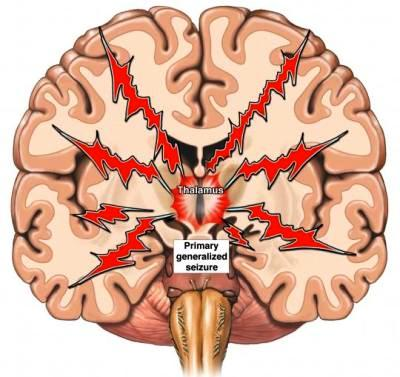 Thalamus
Primary
generalized
seizure